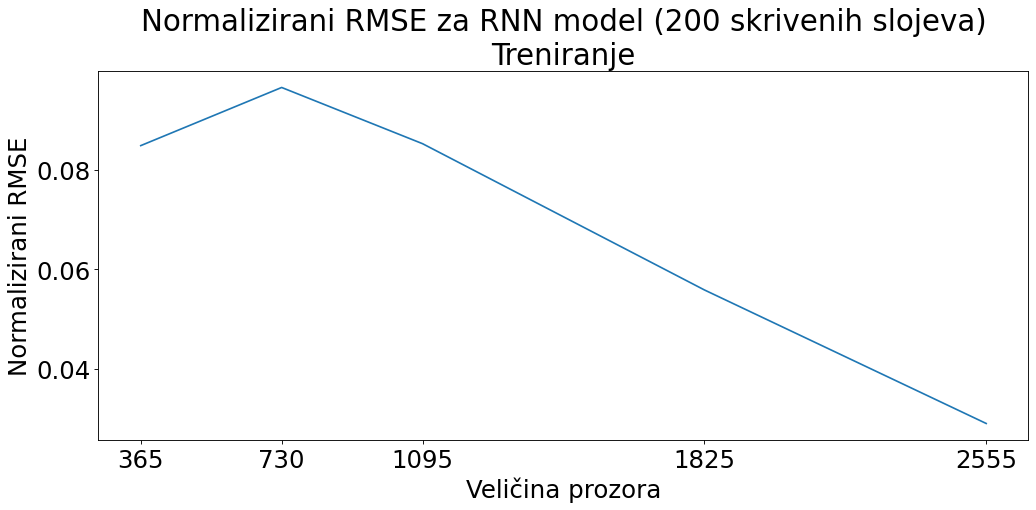 Normalizirani RMSE za RNN model (200 skrivenih slojeva)
Treniranje
Normalizirani RMSE
0.08
0.06
0.04
365 730 1095 1825 2555
Veličina prozora